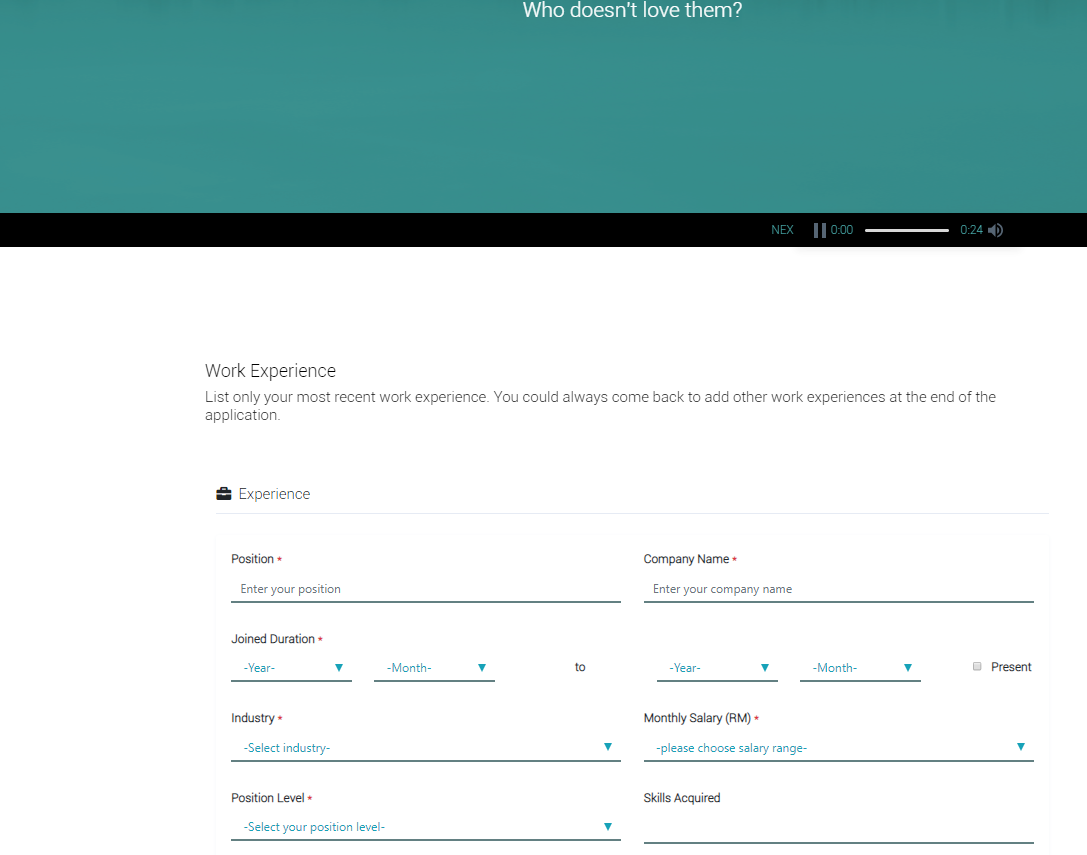 Who doesn't love them?
NEX 0:00 0:24
Work Experience
List only your most recent work experience. You could always come back to add other work experiences at the end of the
application.
Experience
Position * Company Name *
Enter your position Enter your company name
Joined Duration *
-Year- -Month- to -Year- -Month- Present
Industry * Monthly Salary (RM) *
-Select industry- -please choose salary range-
Position Level * Skills Acquired
-Select your position level-